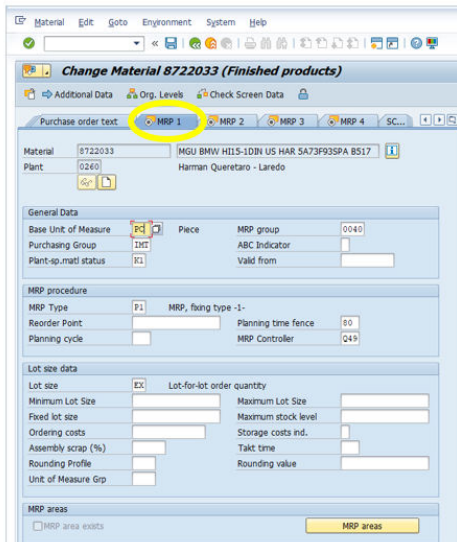 Material Edit Goto Environment System Help
Change Material 8722033 (Finished products)
Additional Data Org. Levels Check Screen Data
Purchase order text MRP 1 MRP 2 MRP 3 MRP 4 SC...
Material 8722033 MGU BMW HI15-1DIN US HAR 5A73F93SPA B517
Plant 0260 Harman Queretaro - Laredo
General Data
Base Unit of Measure PC Piece MRP group 0040
Purchasing Group IMT ABC Indicator
Plant-sp.matl status K1 Valid from
MRP procedure
MRP Type P1 MRP, fixing type -1-
Reorder Point Planning time fence 80
Planning cycle MRP Controller Q49
Lot size data
Lot size EX Lot-for-lot order quantity
Minimum Lot Size Maximum Lot Size
Fixed lot size Maximum stock level
Ordering costs Storage costs ind.
Assembly scrap (%) Takt time
Rounding Profile Rounding value
Unit of Measure Grp
MRP areas
MRP area exists MRP areas